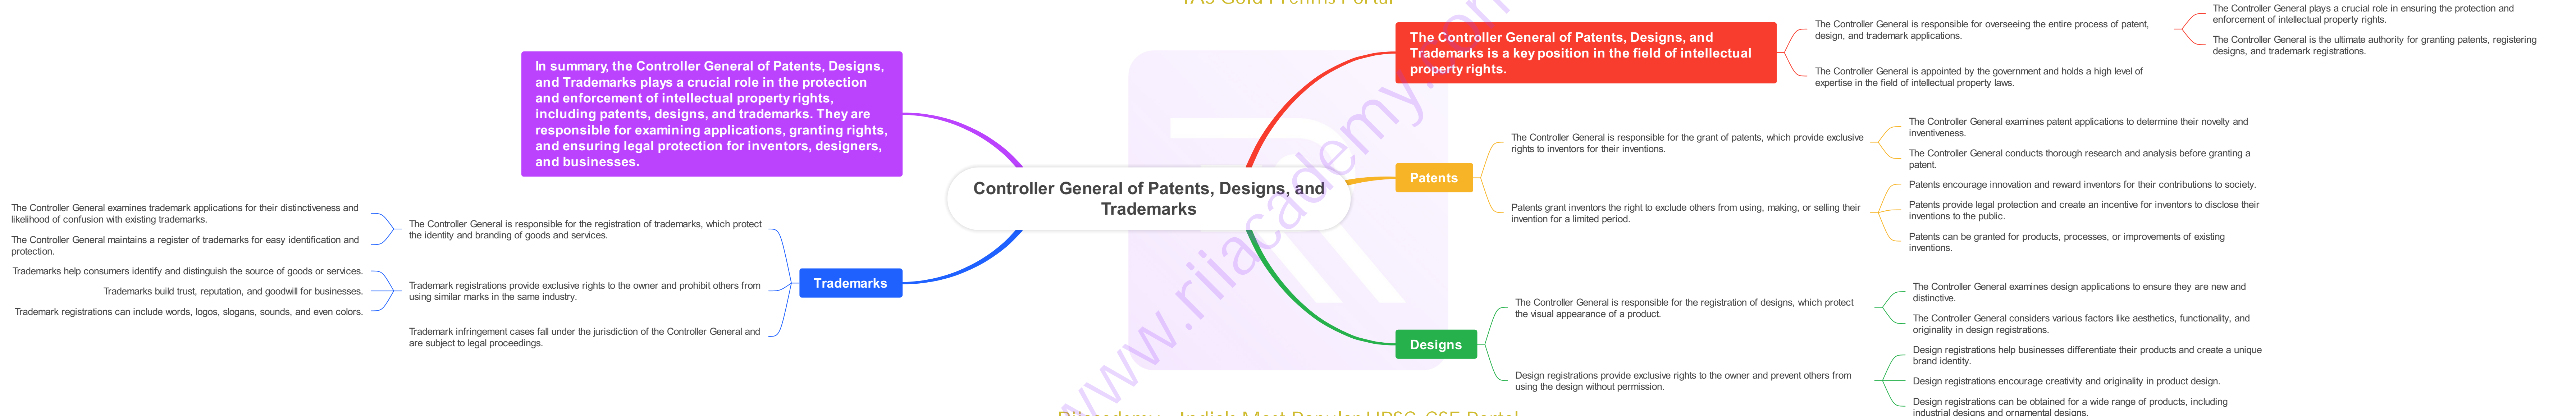 IAS Gold Prelims Portal
The Controller General of Patents, Designs, and
Trademarks is a key position in the field of intellectual
property rights.
The Controller General is responsible for overseeing the entire process of patent,
design, and trademark applications.
The Controller General plays a crucial role in ensuring the protection and
enforcement of intellectual property rights.
The Controller General is the ultimate authority for granting patents, registering
designs, and trademark registrations.
The Controller General is appointed by the government and holds a high level of
expertise in the field of intellectual property laws.
In summary, the Controller General of Patents, Designs,
and Trademarks plays a crucial role in the protection
and enforcement of intellectual property rights,
including patents, designs, and trademarks. They are
responsible for examining applications, granting rights,
and ensuring legal protection for inventors, designers,
and businesses.
Controller General of Patents, Designs, and
Trademarks
Patents
The Controller General is responsible for the grant of patents, which provide exclusive
rights to inventors for their inventions.
The Controller General examines patent applications to determine their novelty and
inventiveness.
The Controller General conducts thorough research and analysis before granting a
patent.
Patents grant inventors the right to exclude others from using, making, or selling their
invention for a limited period.
Patents encourage innovation and reward inventors for their contributions to society.
Patents provide legal protection and create an incentive for inventors to disclose their
inventions to the public.
Patents can be granted for products, processes, or improvements of existing
inventions.
Trademarks
The Controller General is responsible for the registration of trademarks, which protect
the identity and branding of goods and services.
The Controller General examines trademark applications for their distinctiveness and
likelihood of confusion with existing trademarks.
The Controller General maintains a register of trademarks for easy identification and
protection.
Trademark registrations provide exclusive rights to the owner and prohibit others from
using similar marks in the same industry.
Trademarks help consumers identify and distinguish the source of goods or services.
Trademarks build trust, reputation, and goodwill for businesses.
Trademark registrations can include words, logos, slogans, sounds, and even colors.
Trademark infringement cases fall under the jurisdiction of the Controller General and
are subject to legal proceedings.
Designs
The Controller General is responsible for the registration of designs, which protect
the visual appearance of a product.
The Controller General examines design applications to ensure they are new and
distinctive.
The Controller General considers various factors like aesthetics, functionality, and
originality in design registrations.
Design registrations provide exclusive rights to the owner and prevent others from
using the design without permission.
Design registrations help businesses differentiate their products and create a unique
brand identity.
Design registrations encourage creativity and originality in product design.
Design registrations can be obtained for a wide range of products, including
industrial designs and ornamental designs.
www.riiacademy.com
Riiacademy - India's Most Popular UPSC-CSE Portal